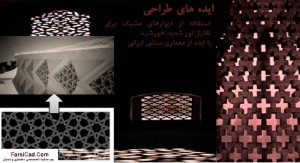 ایده های طراحی
استفاده از دیوارهای مشبک برای
تقلیل نور شدید خورشید
با ایده از معماری سنتی ایرانی
FarsiCad.Com